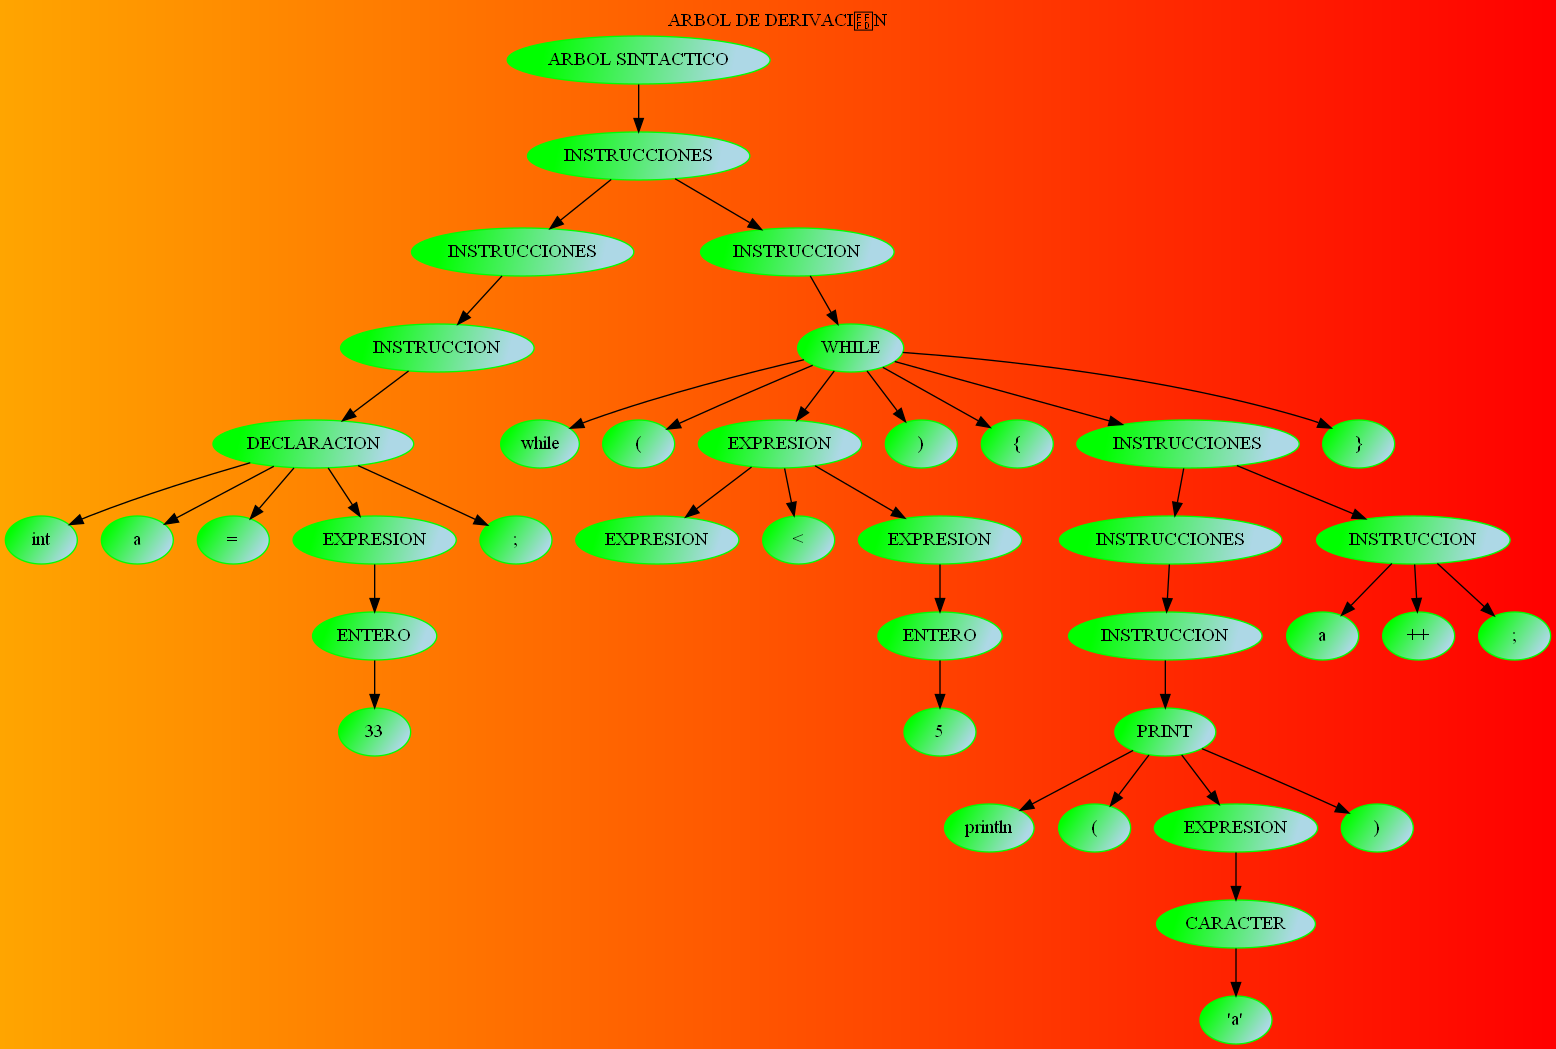 ARBOL DE DERIVACI�N
ARBOL SINTACTICO
INSTRUCCIONES
INSTRUCCIONES INSTRUCCION
INSTRUCCION WHILE
DECLARACION while ( EXPRESION ) { INSTRUCCIONES }
int a = EXPRESION ; EXPRESION < EXPRESION INSTRUCCIONES INSTRUCCION
ENTERO ENTERO INSTRUCCION a ++ ;
33 5 PRINT
println ( EXPRESION )
CARACTER
'a'